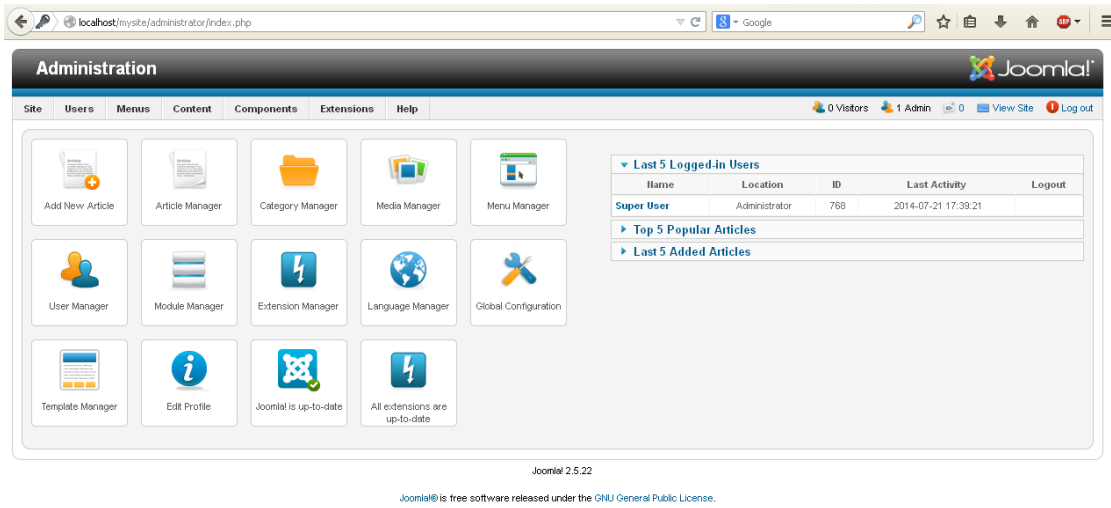 localhost/mysite/administrator/index.php
Google
Administration
Joomla!
Site Users Menus Content Components Extensions Help
0 Visitors 1 Admin 0 View Site Log out
Add New Article Article Manager Category Manager Media Manager Menu Manager
Last 5 Logged-in Users
Name Location ID Last Activity Logout
Super User Administrator 768 2014-07-21 17:39:21
Top 5 Popular Articles
Last 5 Added Articles
User Manager Module Manager Extension Manager Language Manager Global Configuration
Template Manager Edit Profile Joomla! is up-to-date All extensions are
up-to-date
Joomla! 2.5.22
Joomla!® is free software released under the GNU General Public License.